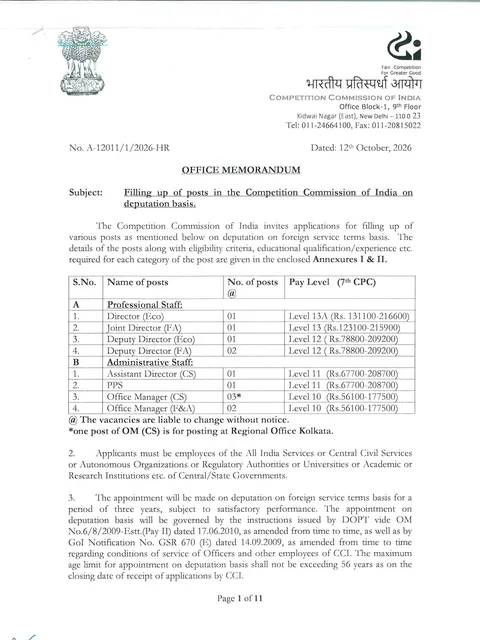 Fair Competition
For Greater Good
भारतीय प्रतिस्पर्धा आयोग
COMPETITION COMMISSION OF INDIA
Office Block-1, 9th Floor
Kidwai Nagar (East), New Delhi – 110 0 23
Tel: 011-24664100, Fax: 011-20815022
No. A-12011/1/2026-HR Dated: 12th October, 2026
OFFICE MEMORANDUM
Subject: Filling up of posts in the Competition Commission of India on
deputation basis.
The Competition Commission of India invites applications for filling up of
various posts as mentioned below on deputation on foreign service terms basis. The
details of the posts along with eligibility criteria, educational qualification/experience etc.
required for each category of the post are given in the enclosed Annexures I & II.
S.No. Name of posts No. of posts Pay Level (7th CPC)
@
A Professional Staff:
1. Director (Eco) 01 Level 13A (Rs. 131100-216600)
2. Joint Director (FA) 01 Level 13 (Rs.123100-215900)
3. Deputy Director (Eco) 01 Level 12 ( Rs.78800-209200)
4. Deputy Director (FA) 02 Level 12 ( Rs.78800-209200)
B Administrative Staff:
1. Assistant Director (CS) 01 Level 11 (Rs.67700-208700)
2. PPS 01 Level 11 (Rs.67700-208700)
3. Office Manager (CS) 03* Level 10 (Rs.56100-177500)
4. Office Manager (F&A) 02 Level 10 (Rs.56100-177500)
@ The vacancies are liable to change without notice.
*one post of OM (CS) is for posting at Regional Office Kolkata.
2. Applicants must be employees of the All India Services or Central Civil Services
or Autonomous Organizations or Regulatory Authorities or Universities or Academic or
Research Institutions etc. of Central/State Governments.
3. The appointment will be made on deputation on foreign service terms basis for a
period of three years, subject to satisfactory performance. The appointment on
deputation basis will be governed by the instructions issued by DOPT vide OM
No.6/8/2009-Estt.(Pay II) dated 17.06.2010, as amended from time to time, as well as by
GoI Notification No. GSR 670 (E) dated 14.09.2009, as amended from time to time
regarding conditions of service of Officers and other employees of CCI. The maximum
age limit for appointment on deputation basis shall not be exceeding 56 years as on the
closing date of receipt of applications by CCI.
Page 1 of 11